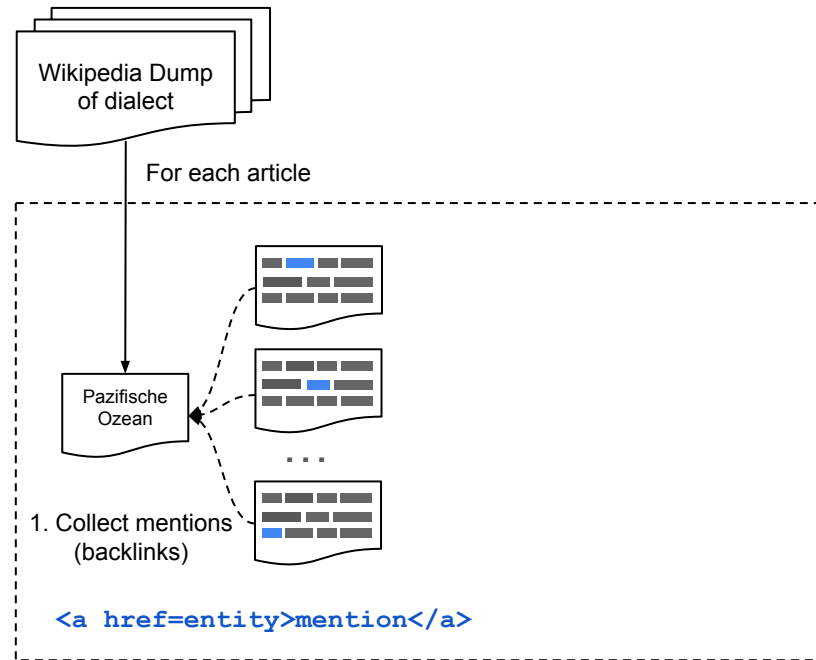 Wikipedia Dump
of dialect
For each article
Pazifische
Ozean
...
1. Collect mentions
(backlinks)
<a href=entity>mention</a>